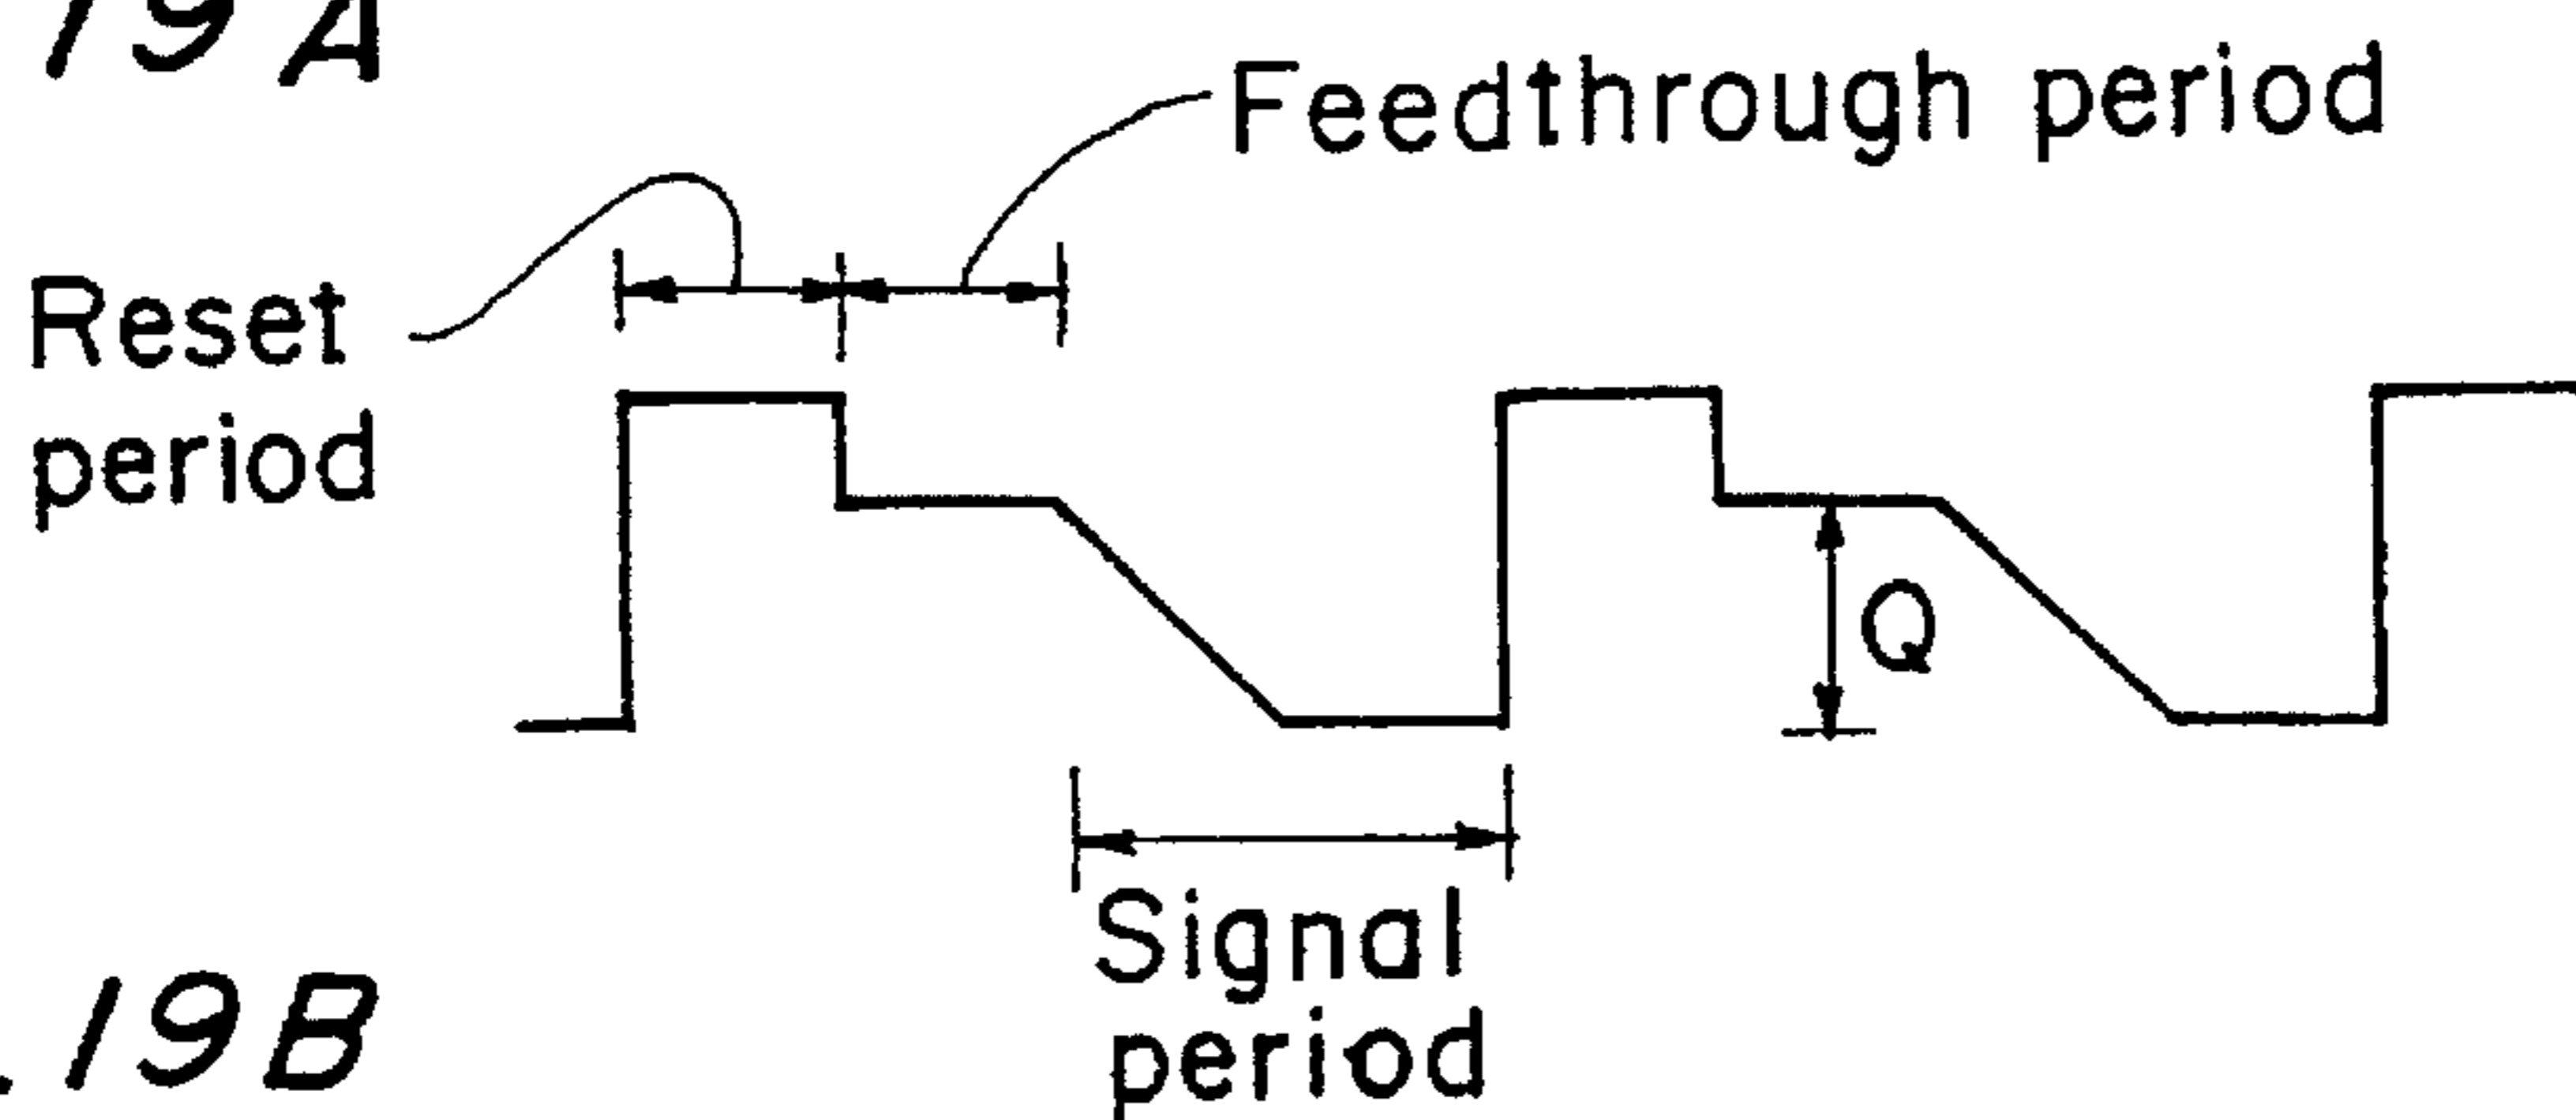 19A
Feedthrough period
Reset
period
Q
Signal
period
. 19B